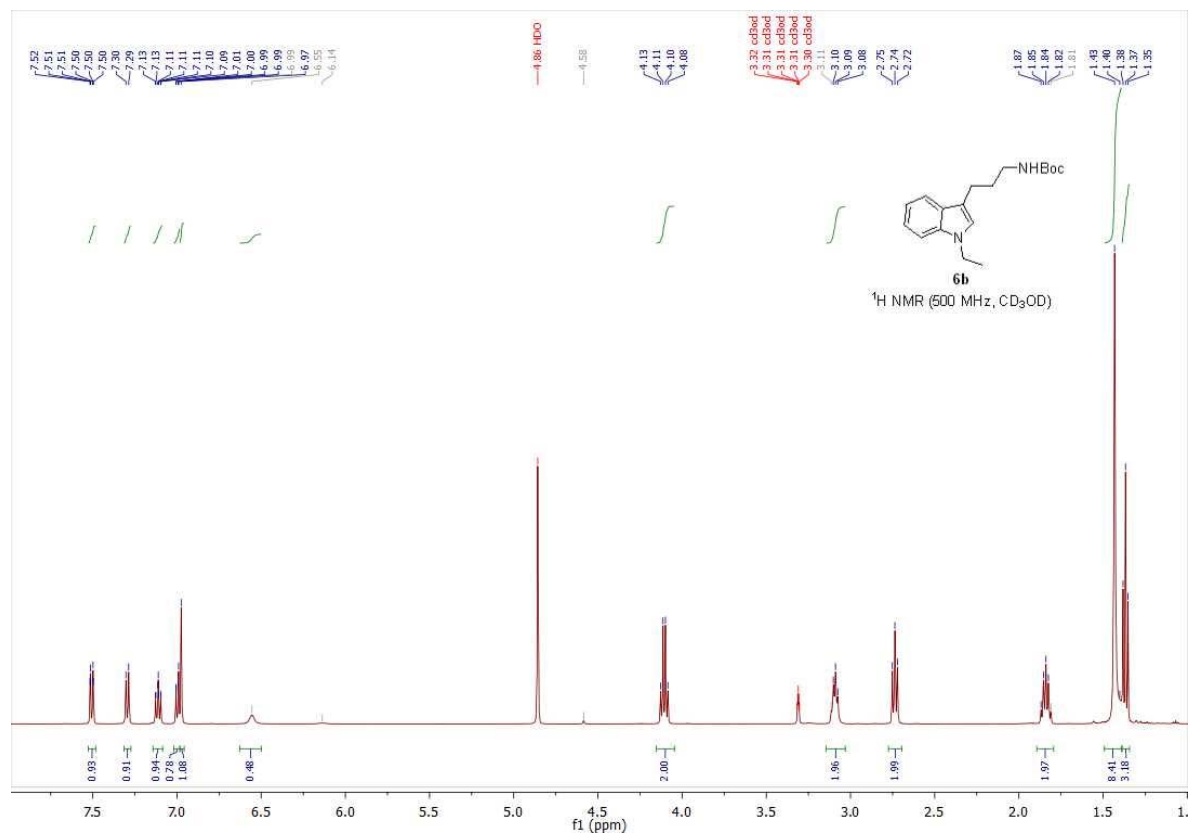 7.52 7.51 7.51 7.50 7.50 7.50 7.30 7.29 7.13 7.13 7.11 7.11 7.11 7.10 7.09 7.01 7.00 6.99 6.99 6.99 6.97 6.55 6.14
4.86 HDO
4.58
4.13 4.11 4.10 4.08
3.32 cd3od
3.31 cd3od
3.31 cd3od
3.31 cd3od
3.30 cd3od
3.11 3.10 3.09 3.08 2.75 2.74 2.72
1.87 1.85 1.84 1.82 1.81
1.43 1.40 1.38 1.37 1.35
NHBoc
N
6b
¹H NMR (500 MHz, CD₃OD)
0.93 0.91 0.94 0.78 1.08 0.48 2.00 1.96 1.99 1.97 8.41 3.18
7.5 7.0 6.5 6.0 5.5 5.0 4.5 4.0 3.5 3.0 2.5 2.0 1.5 1.
f1 (ppm)